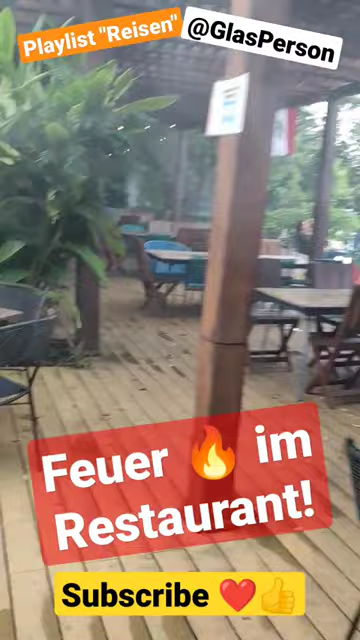 Playlist "Reisen" @GlasPerson
Feuer 🔥 im
Restaurant!
Subscribe ❤️👍